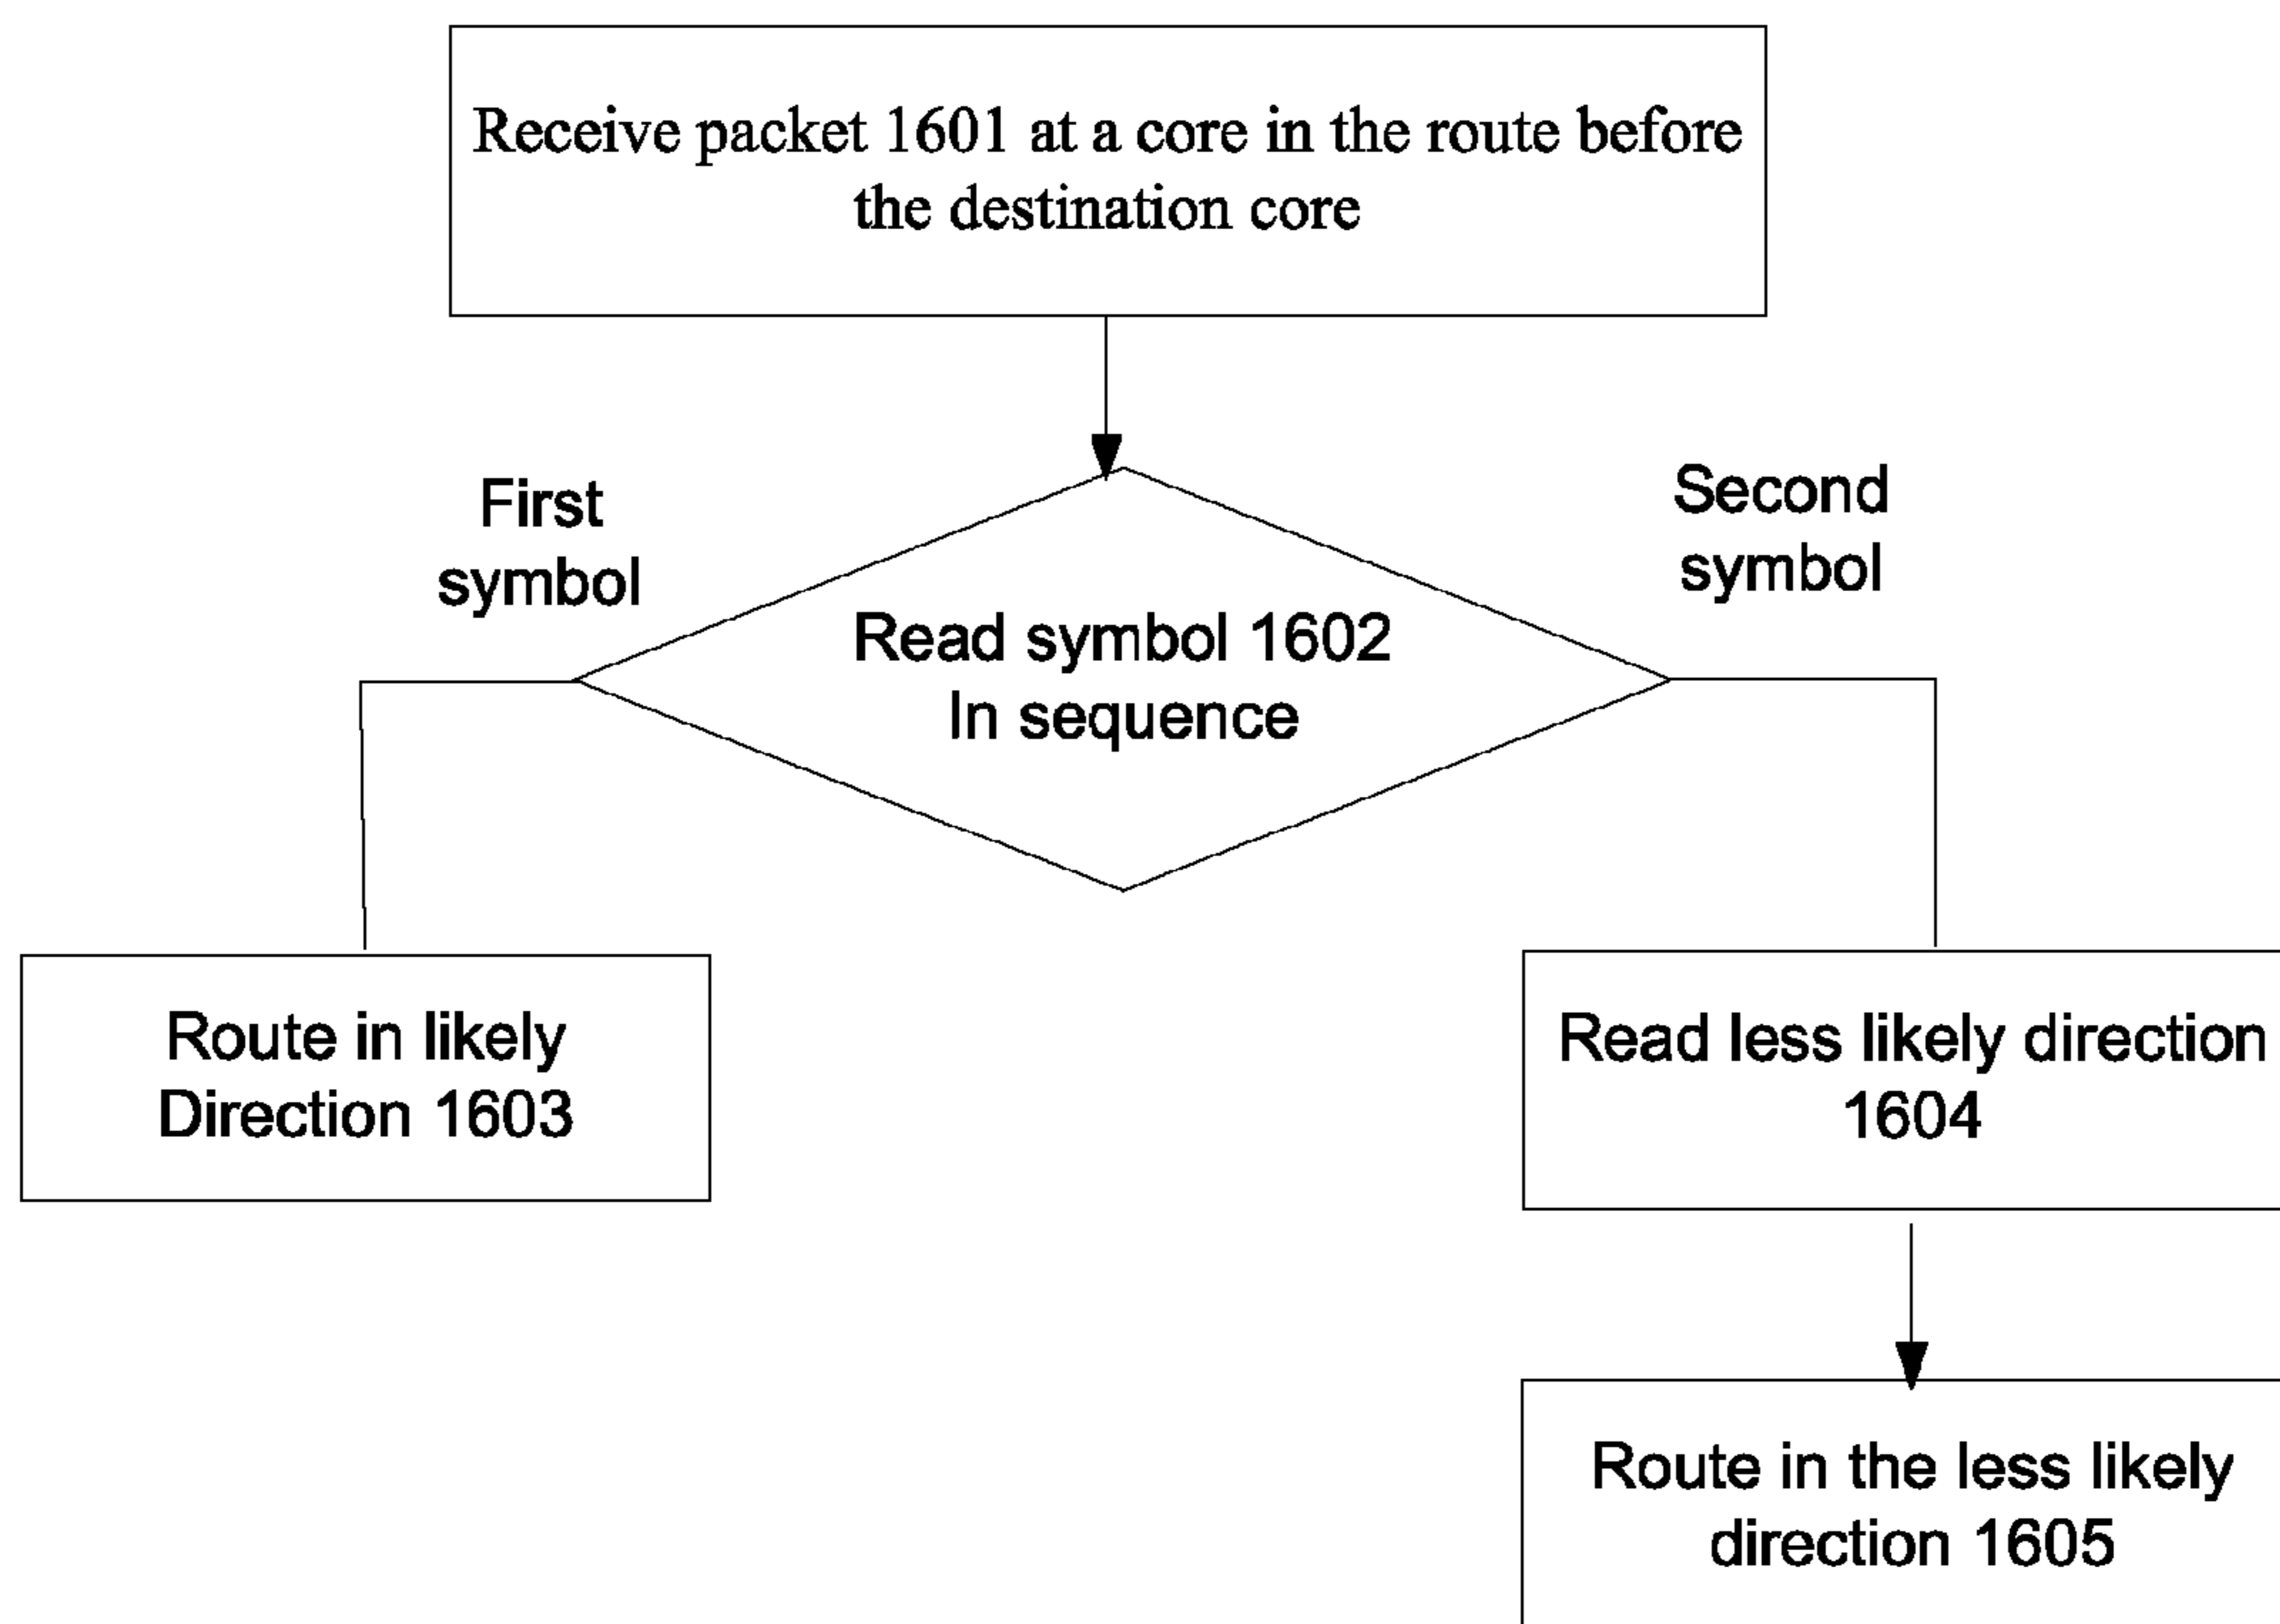 Receive packet 1601 at a core in the route before
the destination core
First
symbol
Second
symbol
Read symbol 1602
In sequence
Route in likely
Direction 1603
Read less likely direction
1604
Route in the less likely
direction 1605